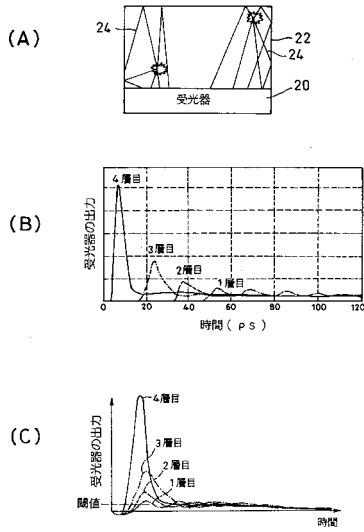 (A)
24
22
24
20
受光器
(B)
受光器の出力
4層目
3層目
2層目
1層目
0 20 40 60 80 100 120
時間(PS)
(C)
受光器の出力
4層目
3層目
2層目
1層目
閾値
時間